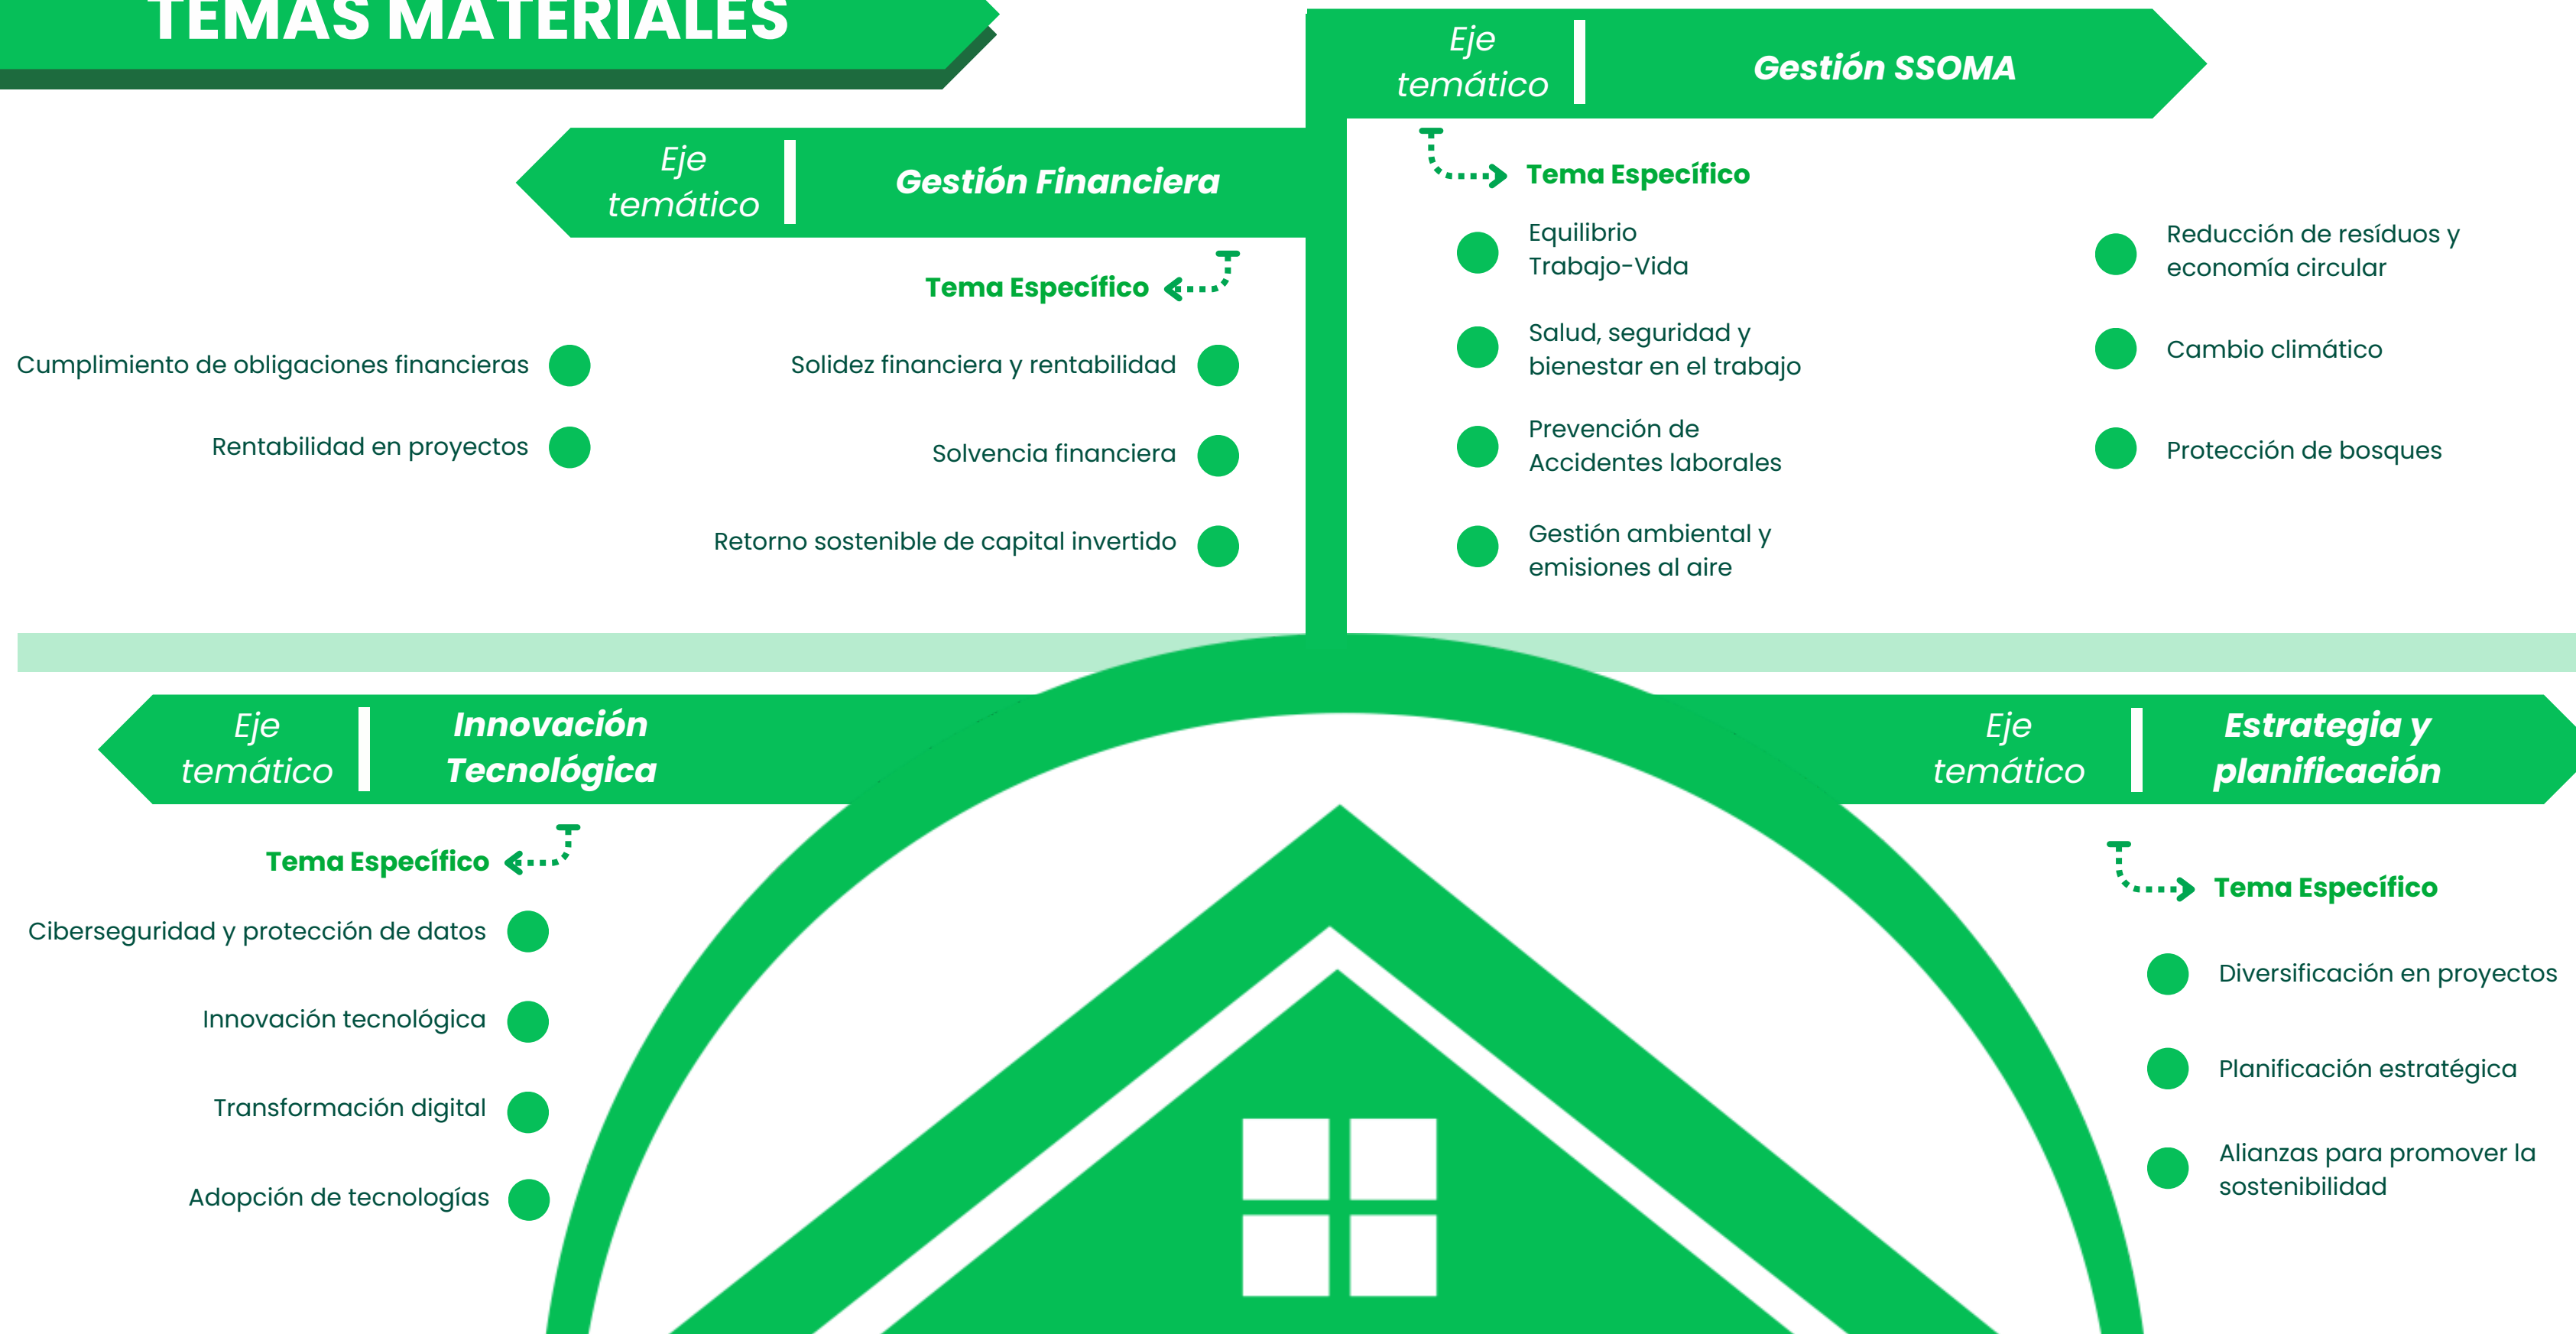 TEMAS MATERIALES
Eje
temático
Gestión Financiera
Tema Específico
Cumplimiento de obligaciones financieras
Rentabilidad en proyectos
Solidez financiera y rentabilidad
Solvencia financiera
Retorno sostenible de capital invertido
Eje
temático
Gestión SSOMA
Tema Específico
Equilibrio
Trabajo-Vida
Salud, seguridad y
bienestar en el trabajo
Prevención de
Accidentes laborales
Gestión ambiental y
emisiones al aire
Reducción de resíduos y
economía circular
Cambio climático
Protección de bosques
Eje
temático
Innovación
Tecnológica
Tema Específico
Ciberseguridad y protección de datos
Innovación tecnológica
Transformación digital
Adopción de tecnologías
Eje
temático
Estrategia y
planificación
Tema Específico
Diversificación en proyectos
Planificación estratégica
Alianzas para promover la
sostenibilidad